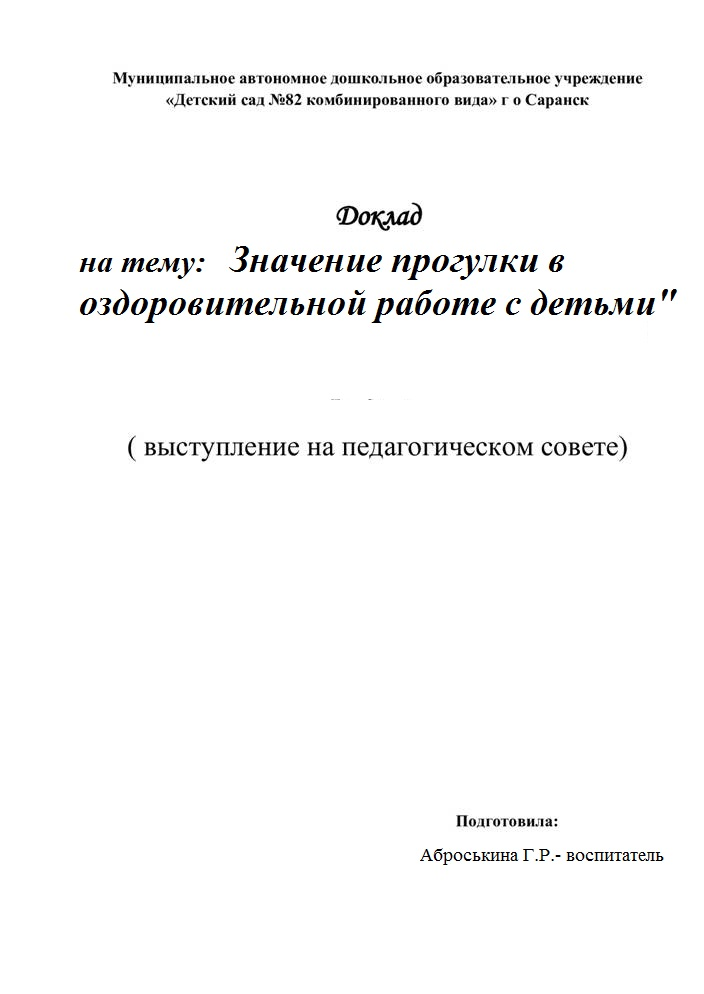 Муниципальное автономное дошкольное образовательное учреждение
«Детский сад №82 комбинированного вида» г о Саранск
Доклад
на тему: Значение прогулки в
оздоровительной работе с детьми"
( выступление на педагогическом совете)
Подготовила:
Аброськина Г.Р.- воспитатель